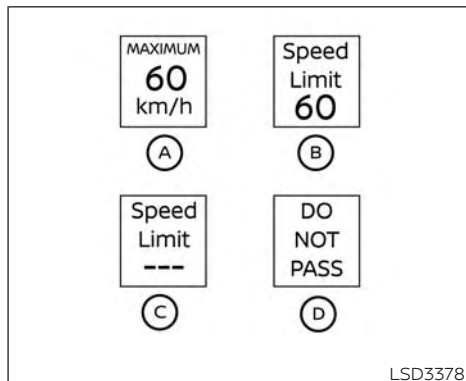 MAXIMUM
60
km/h
A
Speed
Limit
60
B
Speed
Limit
---
C
DO
NOT
PASS
D
LSD3378